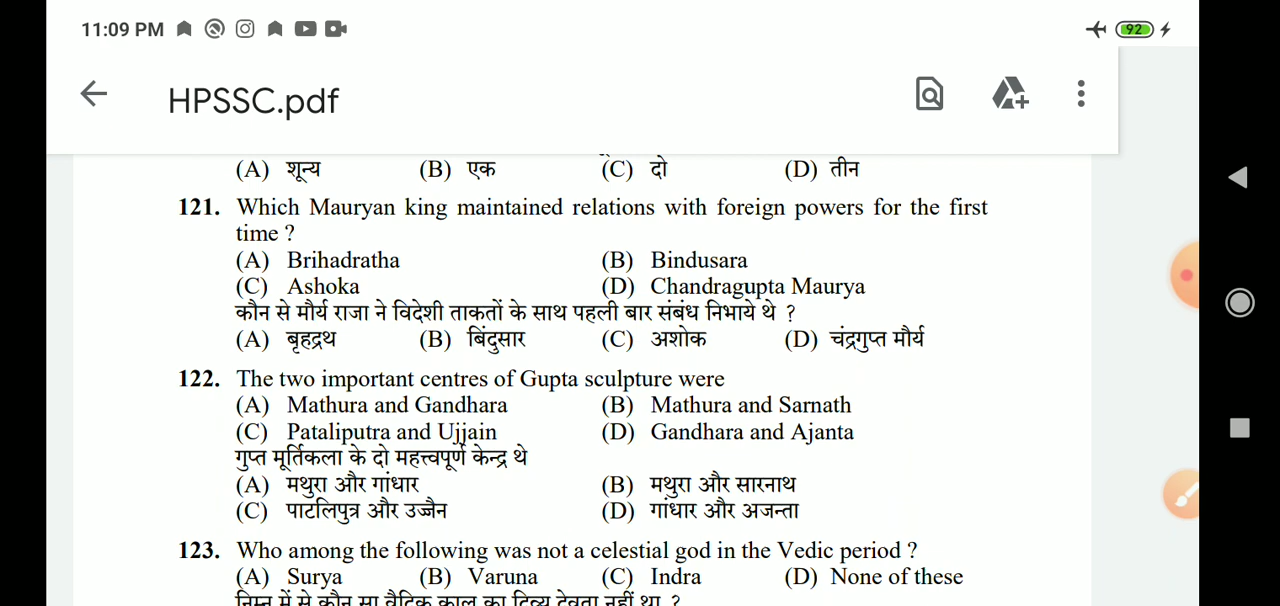 11:09 PM
92
HPSSC.pdf
(A) शून्य (B) एक (C) दो (D) तीन
121. Which Mauryan king maintained relations with foreign powers for the first
time ?
(A) Brihadratha (B) Bindusara
(C) Ashoka (D) Chandragupta Maurya
कौन से मौर्य राजा ने विदेशी ताकतों के साथ पहली बार संबंध निभाये थे ?
(A) बृहद्रथ (B) बिंदुसार (C) अशोक (D) चंद्रगुप्त मौर्य
122. The two important centres of Gupta sculpture were
(A) Mathura and Gandhara (B) Mathura and Sarnath
(C) Pataliputra and Ujjain (D) Gandhara and Ajanta
गुप्त मूर्तिकला के दो महत्त्वपूर्ण केन्द्र थे
(A) मथुरा और गांधार (B) मथुरा और सारनाथ
(C) पाटलिपुत्र और उज्जैन (D) गांधार और अजन्ता
123. Who among the following was not a celestial god in the Vedic period ?
(A) Surya (B) Varuna (C) Indra (D) None of these
निम्न में से कौन सा वैदिक काल का दिव्य देवता नहीं था ?